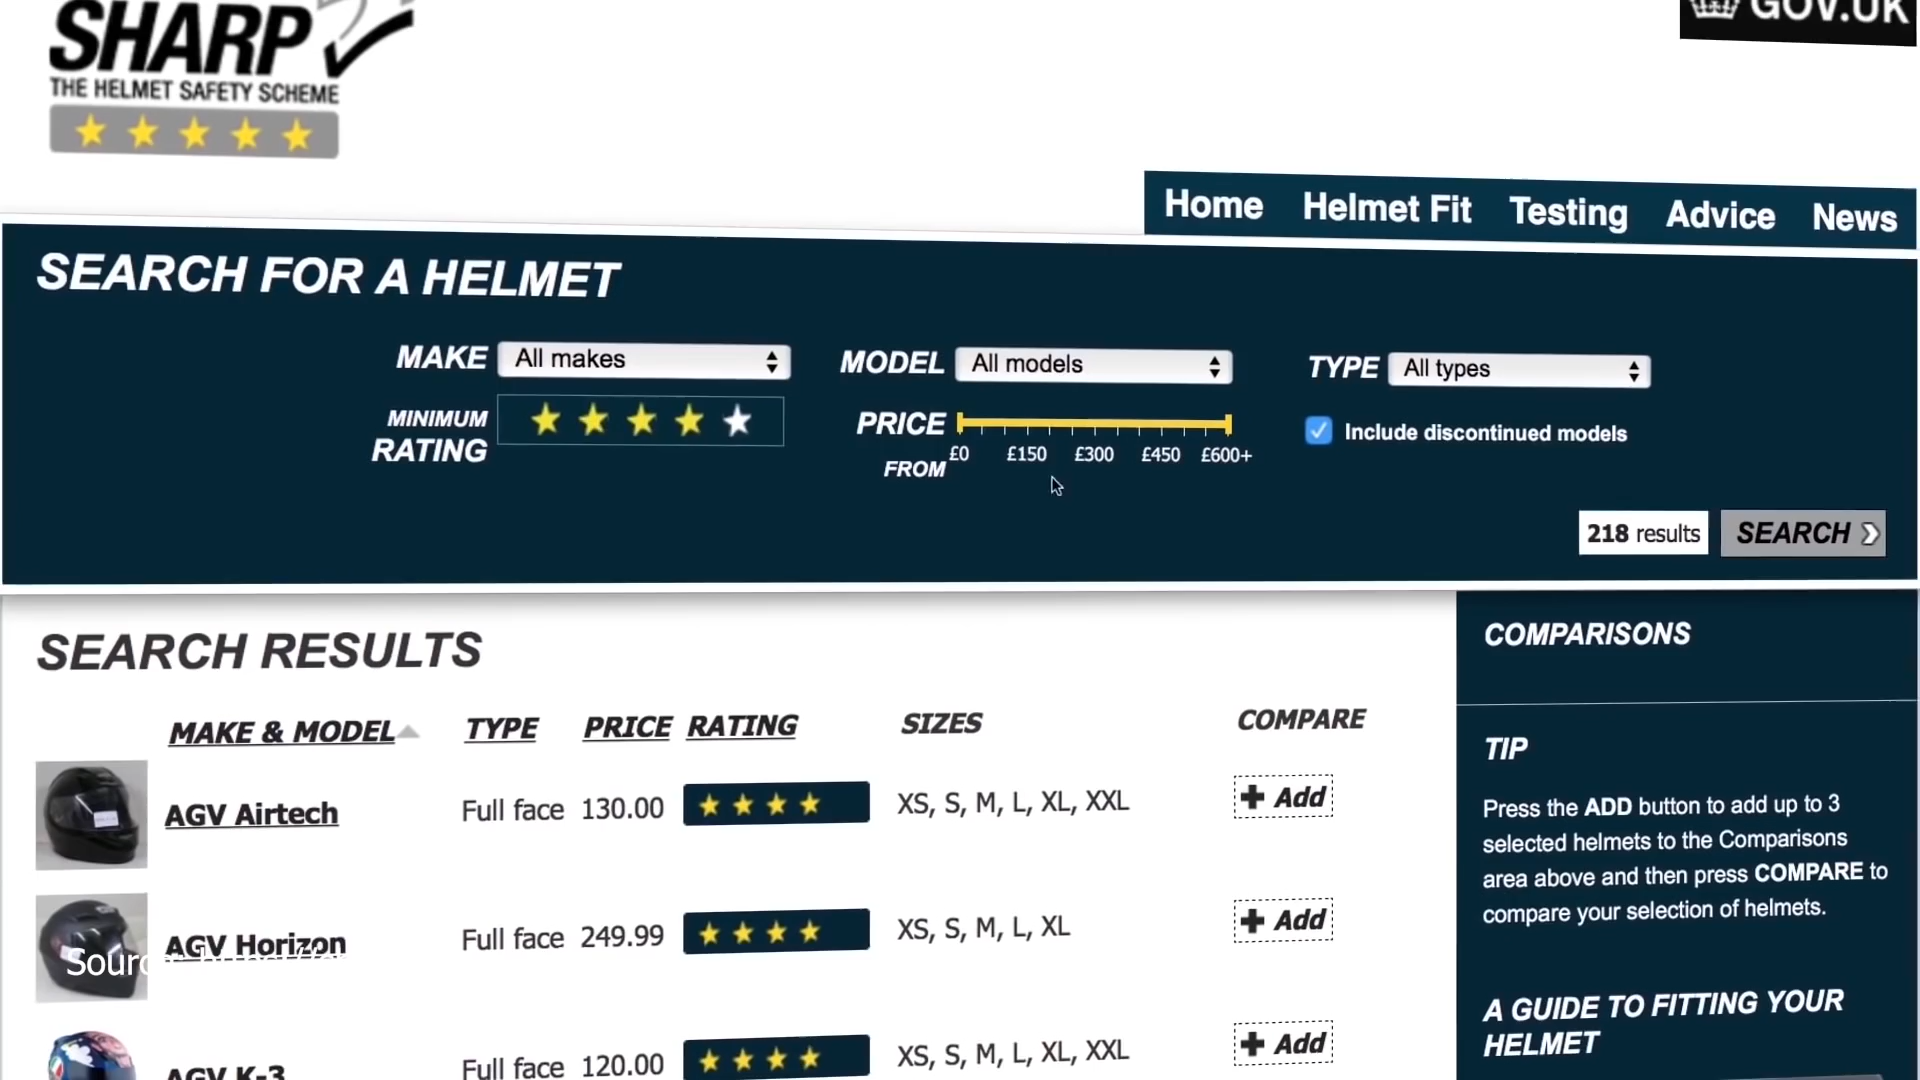 SHARP
THE HELMET SAFETY SCHEME
GOV.UK
Home Helmet Fit Testing Advice News
SEARCH FOR A HELMET
MAKE All makes MODEL All models TYPE All types
MINIMUM RATING PRICE FROM £0 £150 £300 £450 £600+ Include discontinued models
218 results SEARCH
SEARCH RESULTS
MAKE & MODEL TYPE PRICE RATING SIZES COMPARE
AGV Airtech Full face 130.00 XS, S, M, L, XL, XXL + Add
AGV Horizon Full face 249.99 XS, S, M, L, XL + Add
AGV K-3 Full face 120.00 XS, S, M, L, XL, XXL + Add
COMPARISONS
TIP
Press the ADD button to add up to 3
selected helmets to the Comparisons
area above and then press COMPARE to
compare your selection of helmets.
A GUIDE TO FITTING YOUR
HELMET